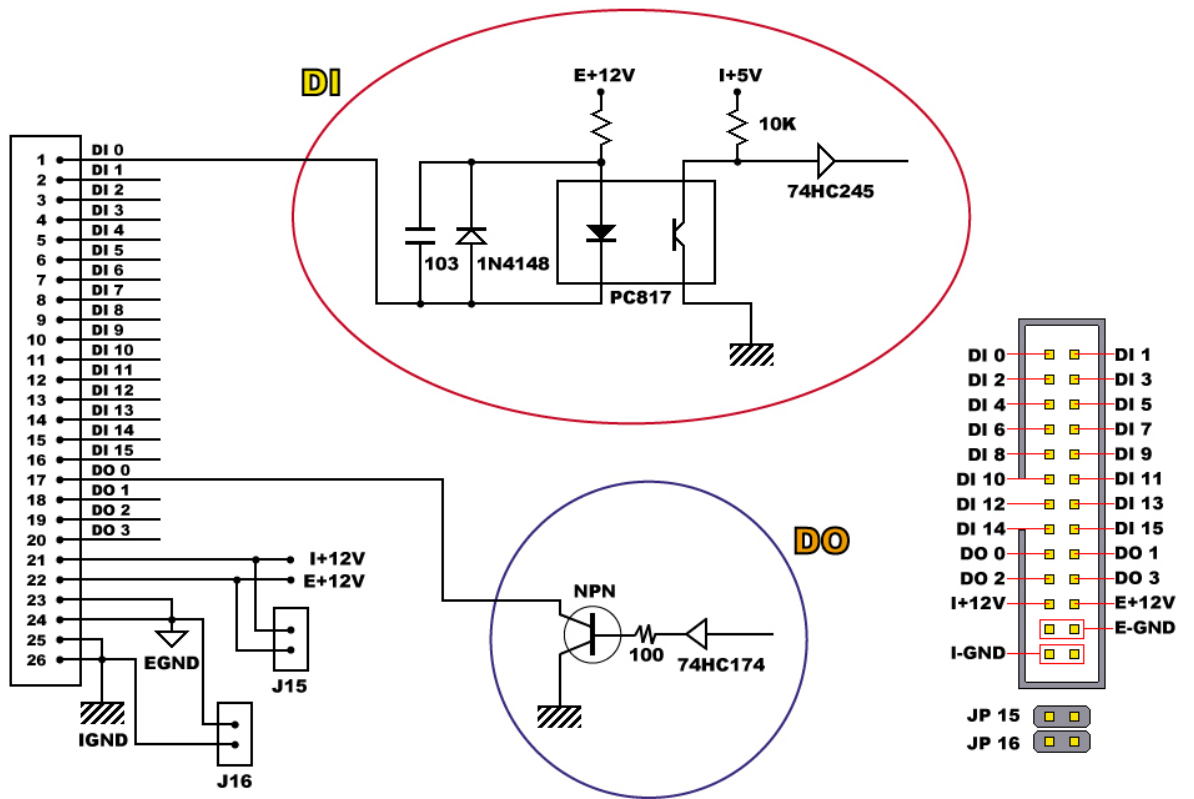 DI
E+12V
I+5V
10K
74HC245
103
1N4148
PC817
1 DI 0
2 DI 1
3 DI 2
4 DI 3
5 DI 4
6 DI 5
7 DI 6
8 DI 7
9 DI 8
10 DI 9
11 DI 10
12 DI 11
13 DI 12
14 DI 13
15 DI 14
16 DI 15
17 DO 0
18 DO 1
19 DO 2
20 DO 3
21 I+12V
22 E+12V
23
24
25
26
EGND
IGND
J15
J16
DO
NPN
100
74HC174
DI 0 DI 1
DI 2 DI 3
DI 4 DI 5
DI 6 DI 7
DI 8 DI 9
DI 10 DI 11
DI 12 DI 13
DI 14 DI 15
DO 0 DO 1
DO 2 DO 3
I+12V E+12V
E-GND
I-GND
JP 15
JP 16